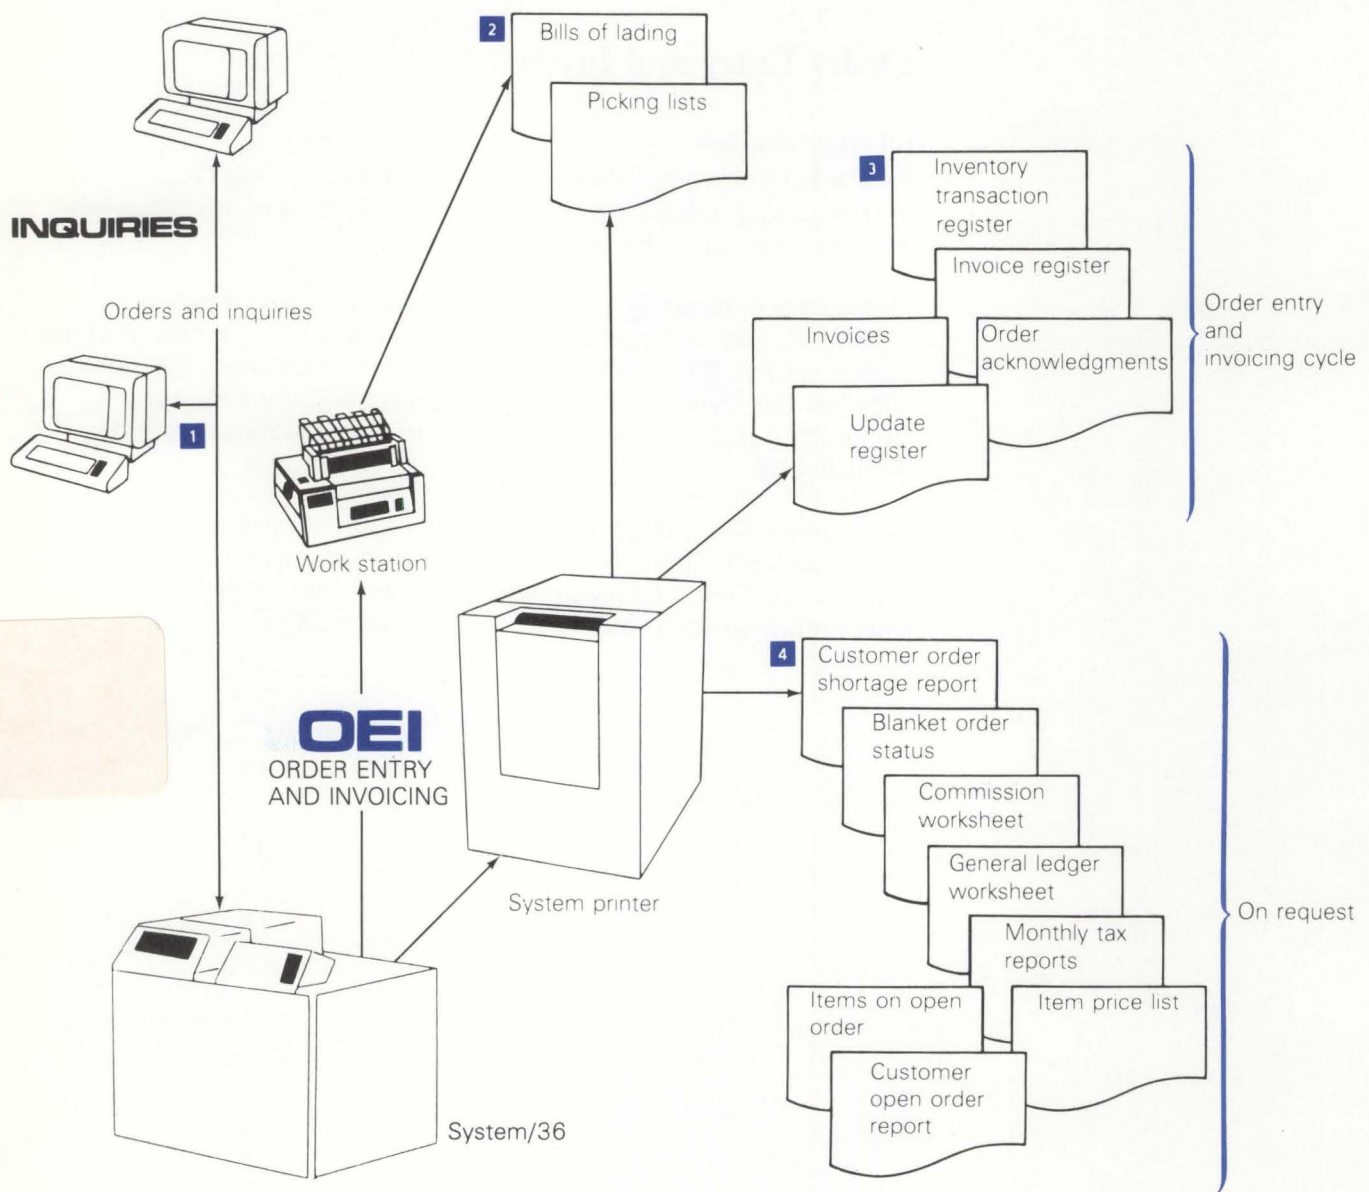 2
Bills of lading
Picking lists
3
Inventory
transaction
register
Invoice register
Invoices
Order
acknowledgments
Update
register
Order entry
and
invoicing cycle
INQUIRIES
Orders and inquiries
1
Work station
OEI
ORDER ENTRY
AND INVOICING
System printer
System/36
4
Customer order
shortage report
Blanket order
status
Commission
worksheet
General ledger
worksheet
Monthly tax
reports
Items on open
order
Item price list
Customer
open order
report
On request